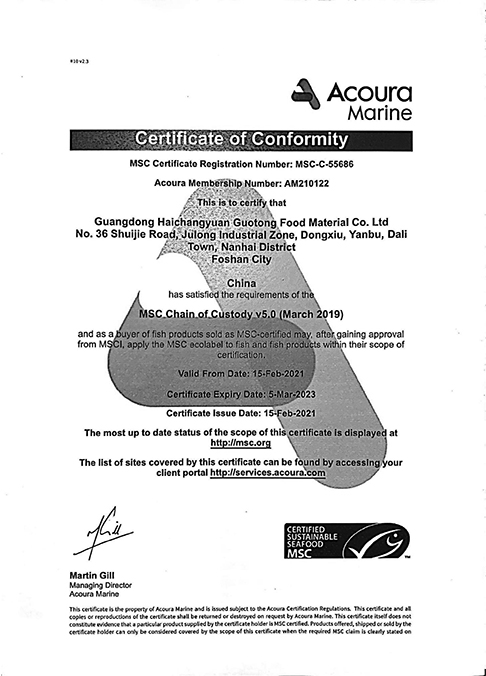 R10 v2.3
Acoura
Marine
Certificate of Conformity
MSC Certificate Registration Number: MSC-C-55686
Acoura Membership Number: AM210122
This is to certify that
Guangdong Haichangyuan Guotong Food Material Co. Ltd
No. 36 Shuijie Road, Julong Industrial Zone, Dongxiu, Yanbu, Dali
Town, Nanhai District
Foshan City
China
has satisfied the requirements of the
MSC Chain of Custody v5.0 (March 2019)
and as a buyer of fish products sold as MSC-certified may, after gaining approval
from MSCI, apply the MSC ecolabel to fish and fish products within their scope of
certification.
Valid From Date: 15-Feb-2021
Certificate Expiry Date: 5-Mar-2023
Certificate Issue Date: 15-Feb-2021
The most up to date status of the scope of this certificate is displayed at
http://msc.org
The list of sites covered by this certificate can be found by accessing your
client portal http://services.acoura.com
CERTIFIED
SUSTAINABLE
SEAFOOD
MSC
TM
Martin Gill
Managing Director
Acoura Marine
This certificate is the property of Acoura Marine and is issued subject to the Acoura Certification Regulations. This certificate and all
copies or reproductions of the certificate shall be returned or destroyed on request by Acoura Marine. This certificate itself does not
constitute evidence that a particular product supplied by the certificate holder is MSC certified. Products offered, shipped or sold by the
certificate holder can only be considered covered by the scope of this certificate when the required MSC claim is clearly stated on